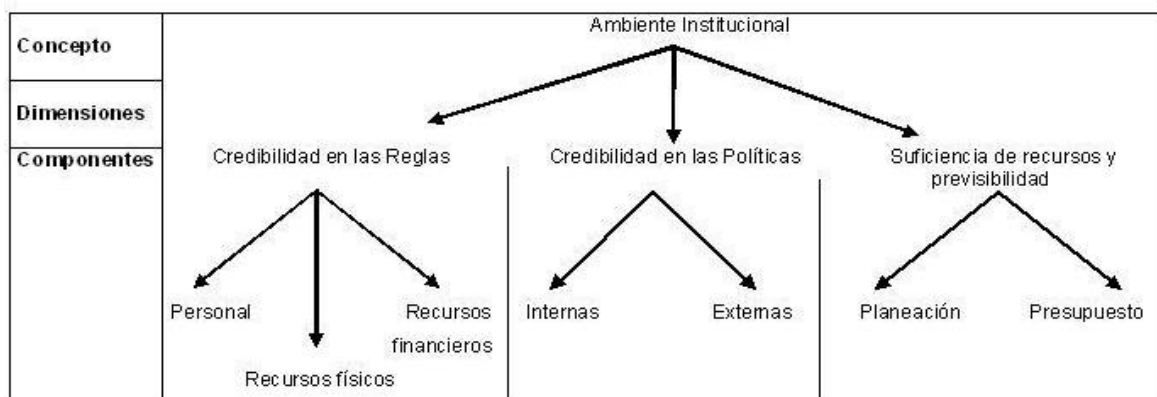 Concepto
Ambiente Institucional
Dimensiones
Componentes
Credibilidad en las Reglas
Credibilidad en las Políticas
Suficiencia de recursos y
previsibilidad
Personal
Recursos
financieros
Recursos físicos
Internas
Externas
Planeación
Presupuesto